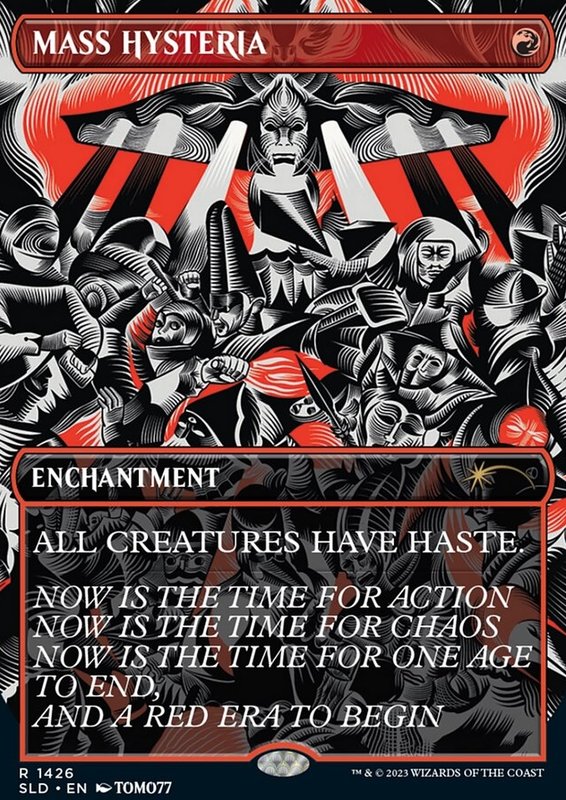 MASS HYSTERIA
ENCHANTMENT
ALL CREATURES HAVE HASTE.
NOW IS THE TIME FOR ACTION
NOW IS THE TIME FOR CHAOS
NOW IS THE TIME FOR ONE AGE
TO END,
AND A RED ERA TO BEGIN
R 1426
SLD • EN TOMO77
™ & © 2023 WIZARDS OF THE COAST